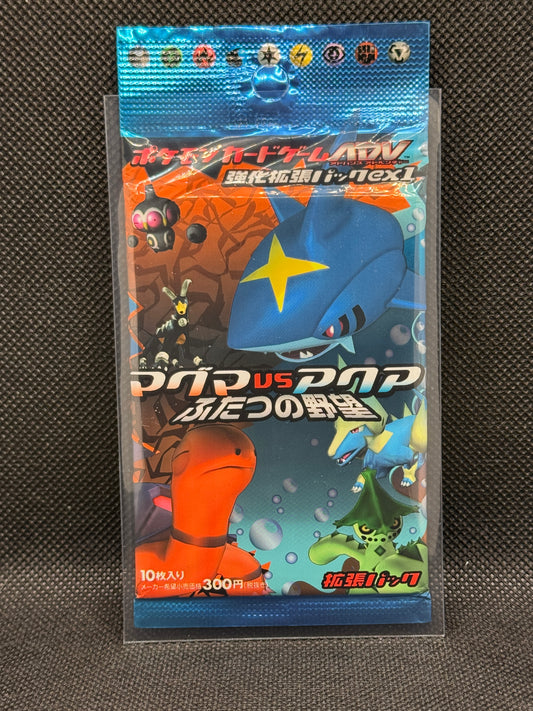 ポケモンカードゲームADV
強化拡張パックex1
マグマVSアクア
ふたつの野望
10枚入り
メーカー希望小売価格300円(税抜き)
拡張パック